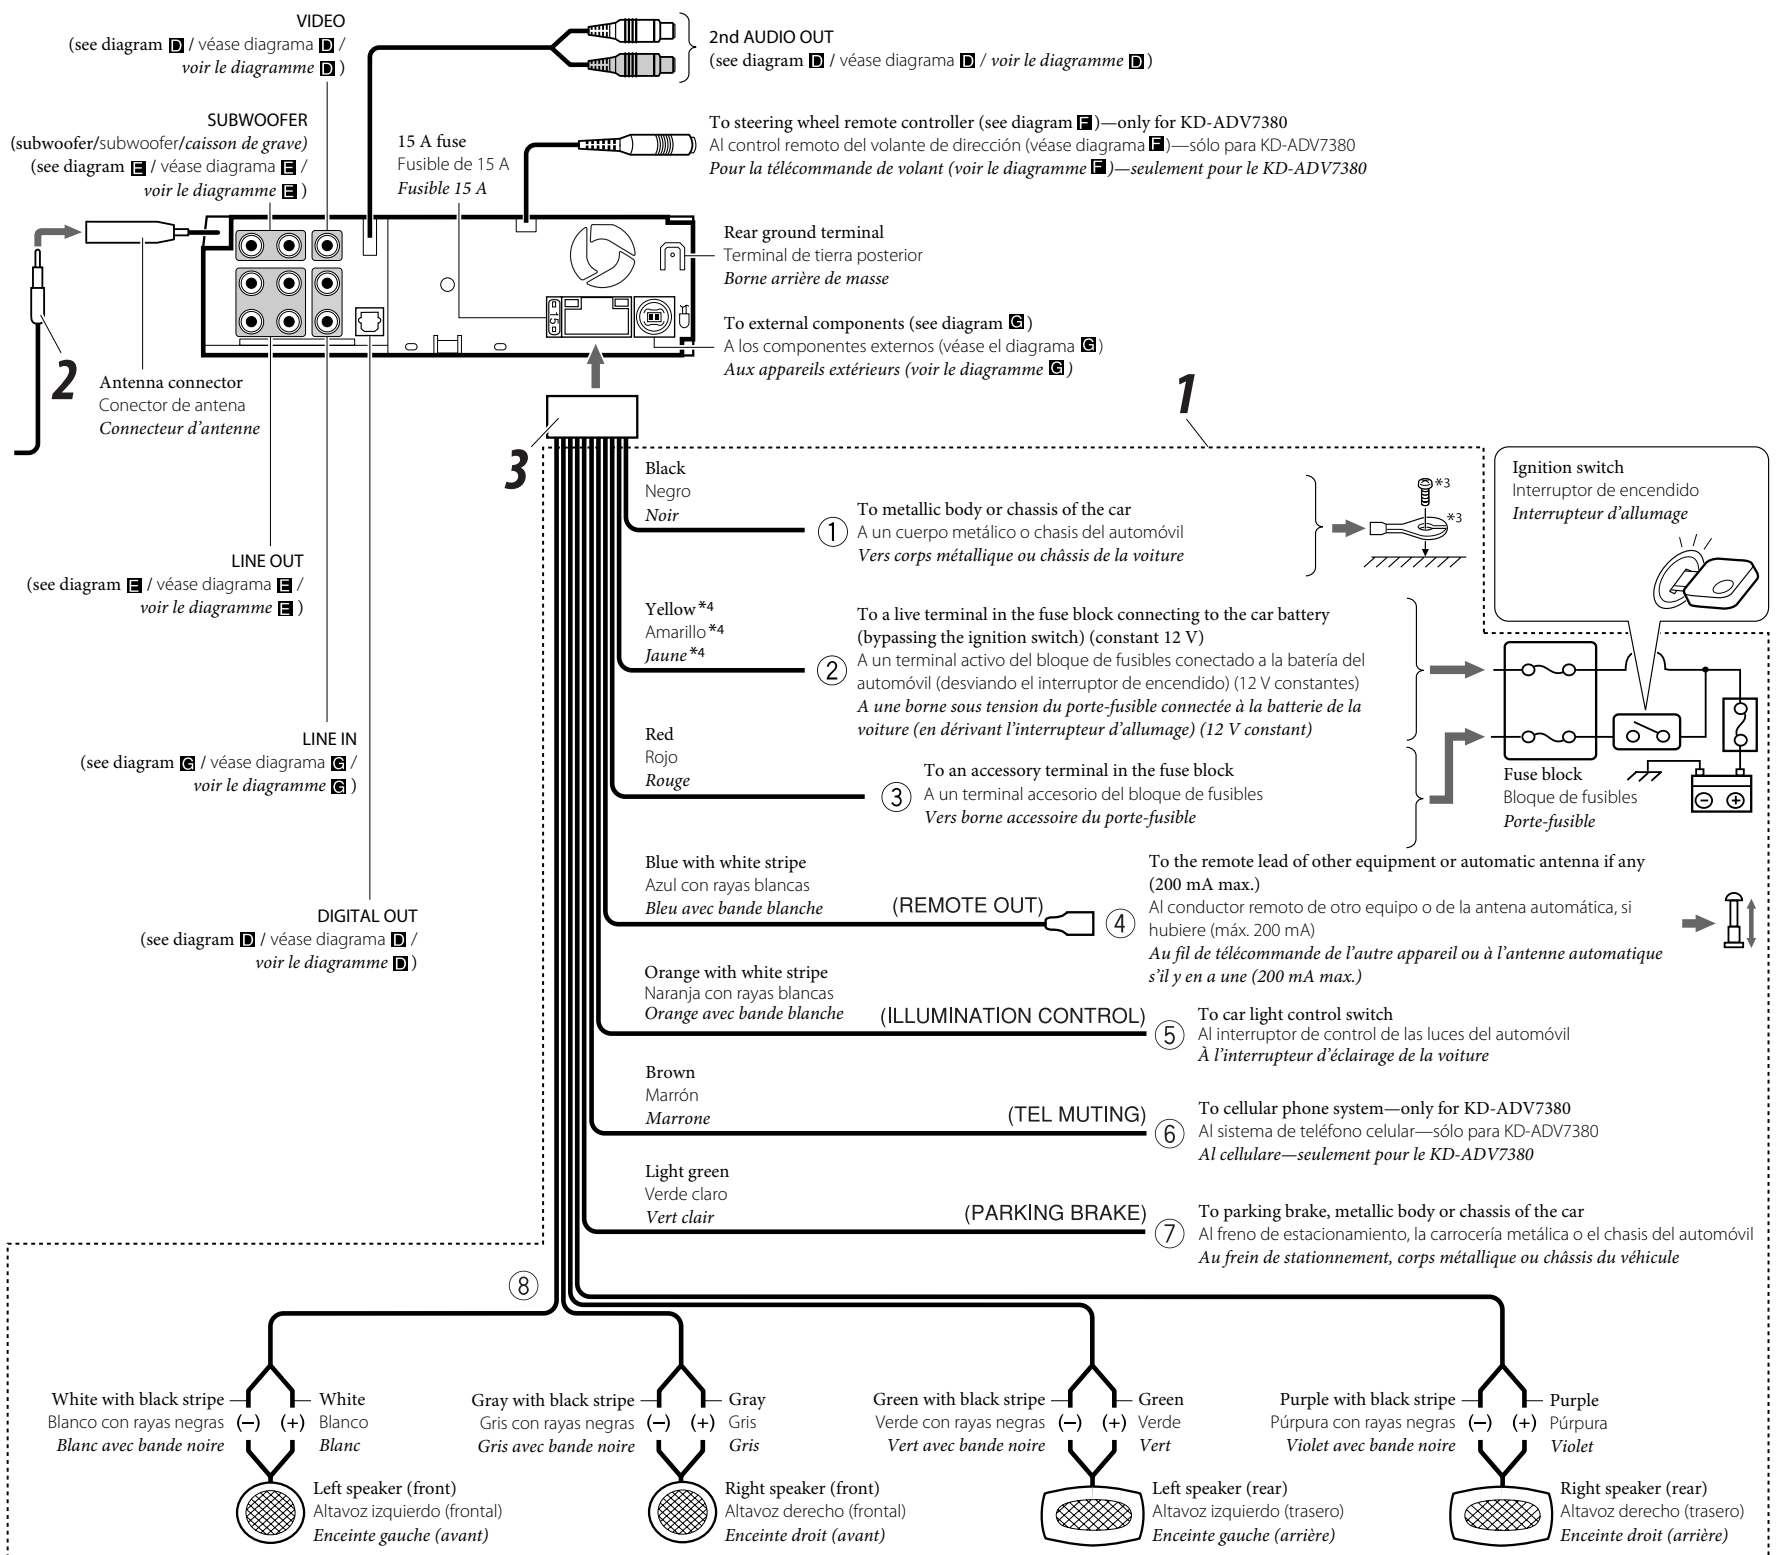 VIDEO
(see diagram D / véase diagrama D /
voir le diagramme D )
2nd AUDIO OUT
(see diagram D / véase diagrama D / voir le diagramme D )
SUBWOOFER
(subwoofer/subwoofer/caisson de grave)
(see diagram E / véase diagrama E /
voir le diagramme E )
15 A fuse
Fusible de 15 A
Fusible 15 A
To steering wheel remote controller (see diagram F )—only for KD-ADV7380
Al control remoto del volante de dirección (véase diagrama F )—sólo para KD-ADV7380
Pour la télécommande de volant (voir le diagramme F )—seulement pour le KD-ADV7380
Rear ground terminal
Terminal de tierra posterior
Borne arrière de masse
15
To external components (see diagram G )
A los componentes externos (véase el diagrama G )
Aux appareils extérieurs (voir le diagramme G )
2
Antenna connector
Conector de antena
Connecteur d'antenne
1
3
Ignition switch
Interruptor de encendido
Interrupteur d'allumage
Black
Negro
Noir
① To metallic body or chassis of the car
A un cuerpo metálico o chasis del automóvil
Vers corps métallique ou châssis de la voiture
*3
*3
LINE OUT
(see diagram E / véase diagrama E /
voir le diagramme E )
Yellow*4
Amarillo*4
Jaune*4
② To a live terminal in the fuse block connecting to the car battery
(bypassing the ignition switch) (constant 12 V)
A un terminal activo del bloque de fusibles conectado a la batería del
automóvil (desviando el interruptor de encendido) (12 V constantes)
A une borne sous tension du porte-fusible connectée à la batterie de la
voiture (en dérivant l'interrupteur d'allumage) (12 V constant)
LINE IN
(see diagram G / véase diagrama G /
voir le diagramme G )
Red
Rojo
Rouge
③ To an accessory terminal in the fuse block
A un terminal accesorio del bloque de fusibles
Vers borne accessoire du porte-fusible
Fuse block
Bloque de fusibles
Porte-fusible
− +
Blue with white stripe
Azul con rayas blancas
Bleu avec bande blanche
(REMOTE OUT)
④ To the remote lead of other equipment or automatic antenna if any
(200 mA max.)
Al conductor remoto de otro equipo o de la antena automática, si
hubiere (máx. 200 mA)
Au fil de télécommande de l'autre appareil ou à l'antenne automatique
s'il y en a une (200 mA max.)
DIGITAL OUT
(see diagram D / véase diagrama D /
voir le diagramme D )
Orange with white stripe
Naranja con rayas blancas
Orange avec bande blanche
(ILLUMINATION CONTROL)
⑤ To car light control switch
Al interruptor de control de las luces del automóvil
À l'interrupteur d'éclairage de la voiture
Brown
Marrón
Marrone
(TEL MUTING)
⑥ To cellular phone system—only for KD-ADV7380
Al sistema de teléfono celular—sólo para KD-ADV7380
Al cellulare—seulement pour le KD-ADV7380
Light green
Verde claro
Vert clair
(PARKING BRAKE)
⑦ To parking brake, metallic body or chassis of the car
Al freno de estacionamiento, la carrocería metálica o el chasis del automóvil
Au frein de stationnement, corps métallique ou châssis du véhicule
⑧
White with black stripe
Blanco con rayas negras
Blanc avec bande noire
(−) (+)
White
Blanco
Blanc
Left speaker (front)
Altavoz izquierdo (frontal)
Enceinte gauche (avant)
Gray with black stripe
Gris con rayas negras
Gris avec bande noire
(−) (+)
Gray
Gris
Gris
Right speaker (front)
Altavoz derecho (frontal)
Enceinte droit (avant)
Green with black stripe
Verde con rayas negras
Vert avec bande noire
(−) (+)
Green
Verde
Vert
Left speaker (rear)
Altavoz izquierdo (trasero)
Enceinte gauche (arrière)
Purple with black stripe
Púrpura con rayas negras
Violet avec bande noire
(−) (+)
Purple
Púrpura
Violet
Right speaker (rear)
Altavoz derecho (trasero)
Enceinte droit (arrière)